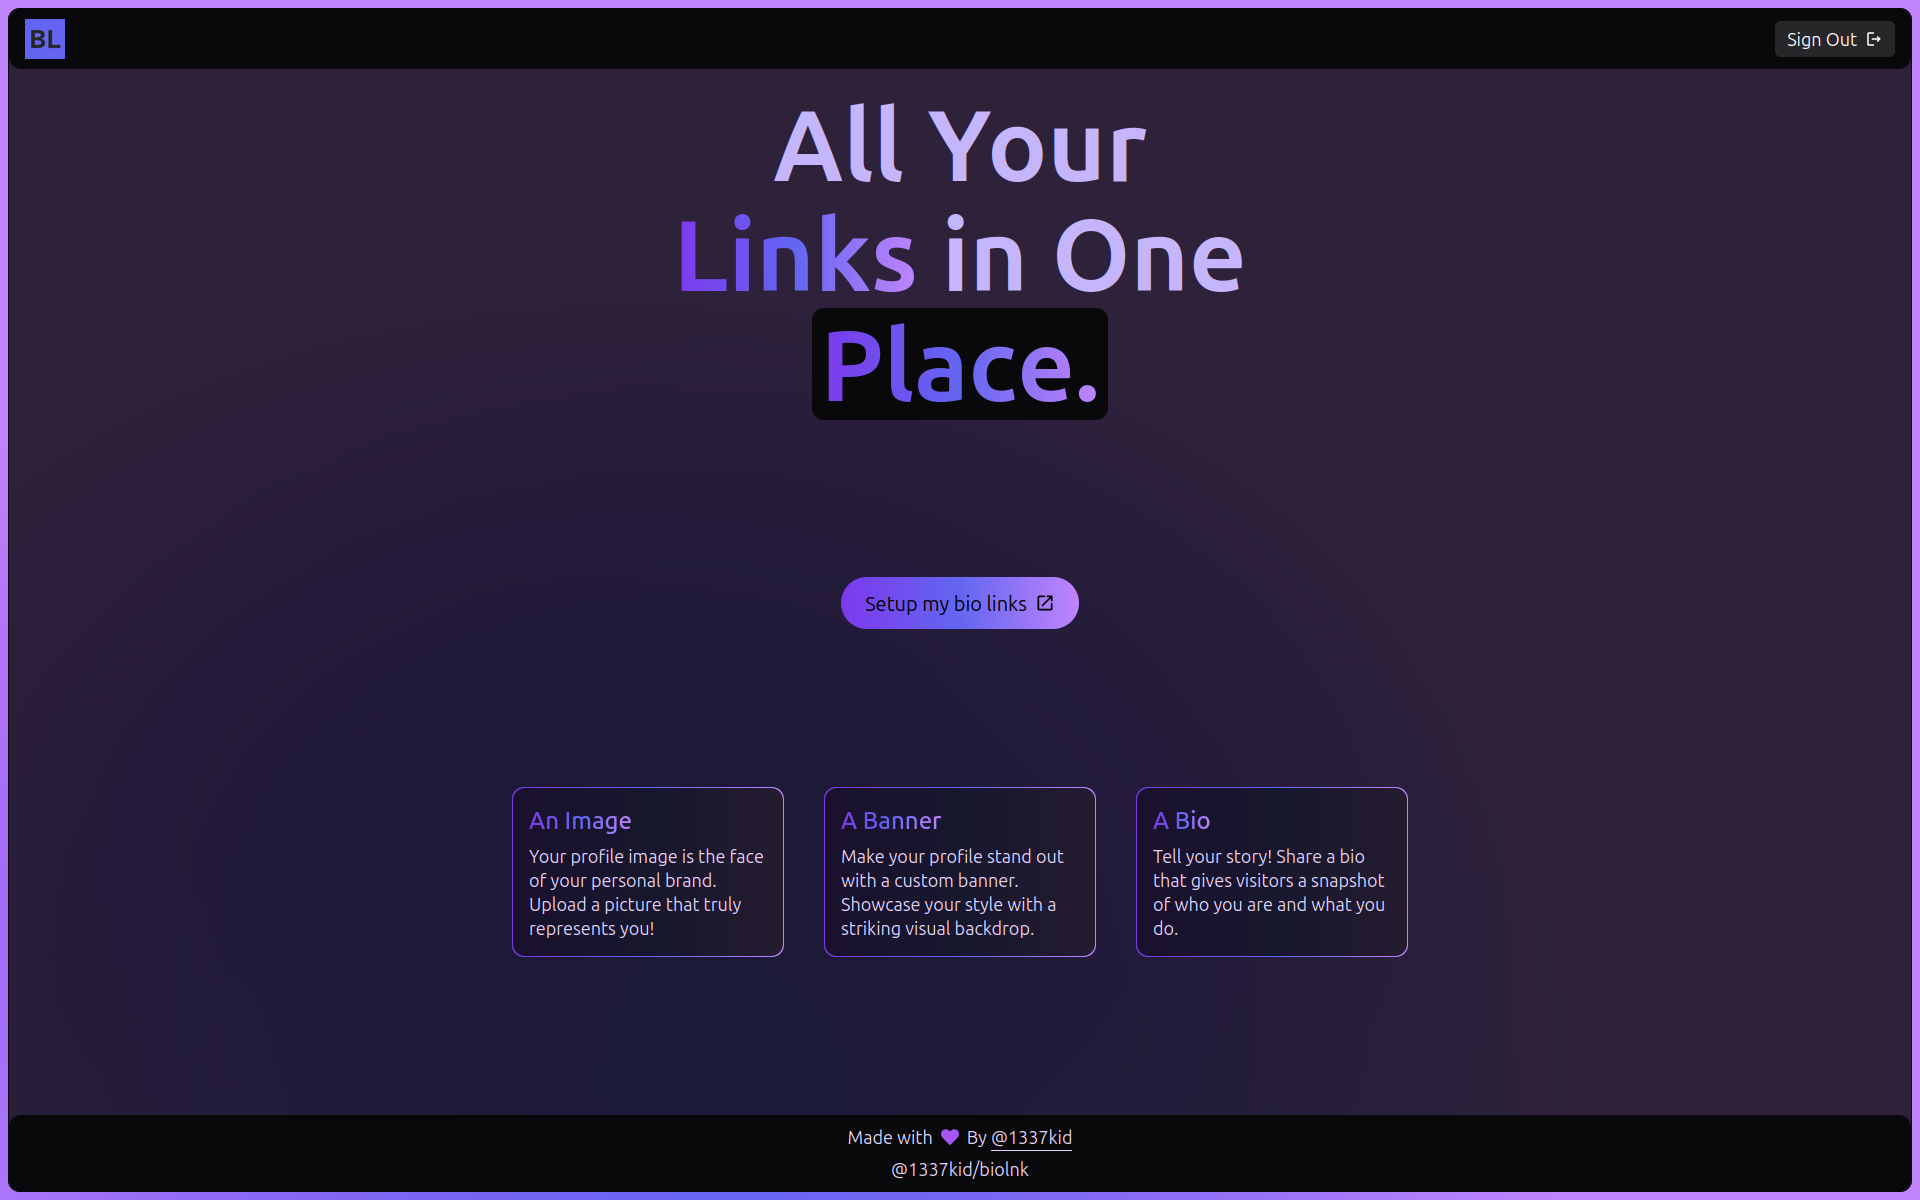 BL
Sign Out
All Your
Links in One
Place.
Setup my bio links
An Image
Your profile image is the face
of your personal brand.
Upload a picture that truly
represents you!
A Banner
Make your profile stand out
with a custom banner.
Showcase your style with a
striking visual backdrop.
A Bio
Tell your story! Share a bio
that gives visitors a snapshot
of who you are and what you
do.
Made with By @1337kid
@1337kid/biolnk